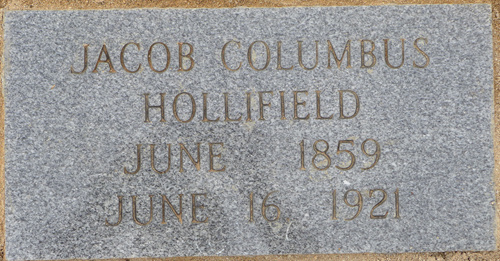 JACOB COLUMBUS
HOLLIFIELD
JUNE 1859
JUNE 16, 1921